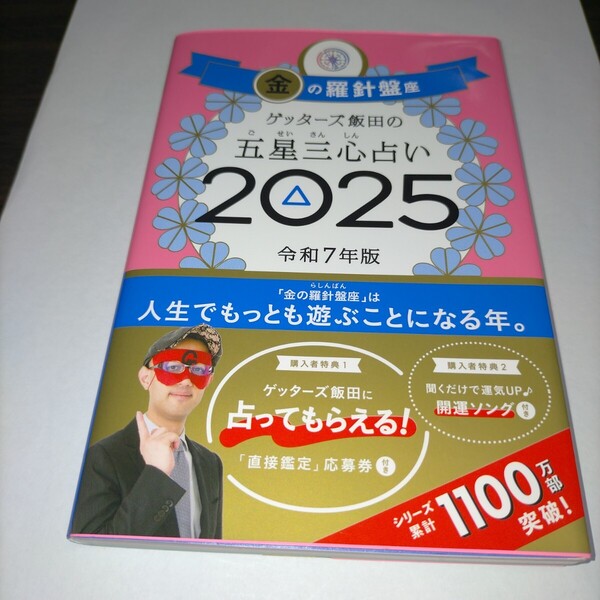 金の羅針盤座
ゲッターズ飯田の
ご せい さん しん
五星三心占い
2025
令和7年版
らしんばん
「金の羅針盤座」は
人生でもっとも遊ぶことになる年。
購入者特典1
ゲッターズ飯田に
占ってもらえる!
「直接鑑定」応募券付き
購入者特典2
聞くだけで運気UP♪
開運ソング付き
シリーズ累計1100万部突破!
G